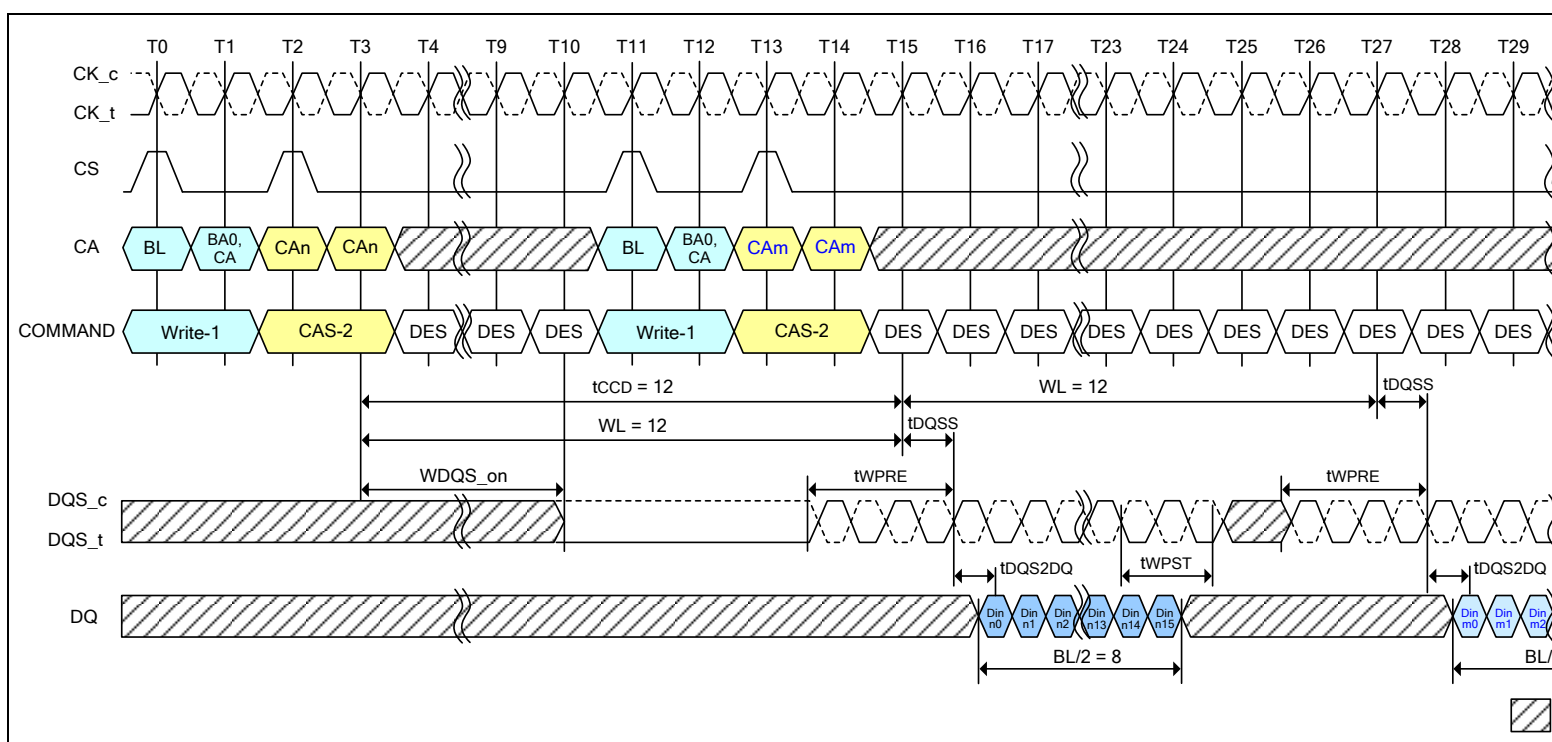 T0 T1 T2 T3 T4 T9 T10 T11 T12 T13 T14 T15 T16 T17 T23 T24 T25 T26 T27 T28 T29
CK_c
CK_t
CS
CA BL BA0, CA CAn CAn BL BA0, CA CAm CAm
COMMAND Write-1 CAS-2 DES DES DES Write-1 CAS-2 DES DES DES DES DES DES DES DES DES DES
tCCD = 12 WL = 12 tDQSS
WL = 12 tDQSS
WDQS_on tWPRE tWPRE
DQS_c
DQS_t
tDQS2DQ tWPST tDQS2DQ
DQ Din n0 Din n1 Din n2 Din n13 Din n14 Din n15 Din m0 Din m1 Din m2
BL/2 = 8 BL/